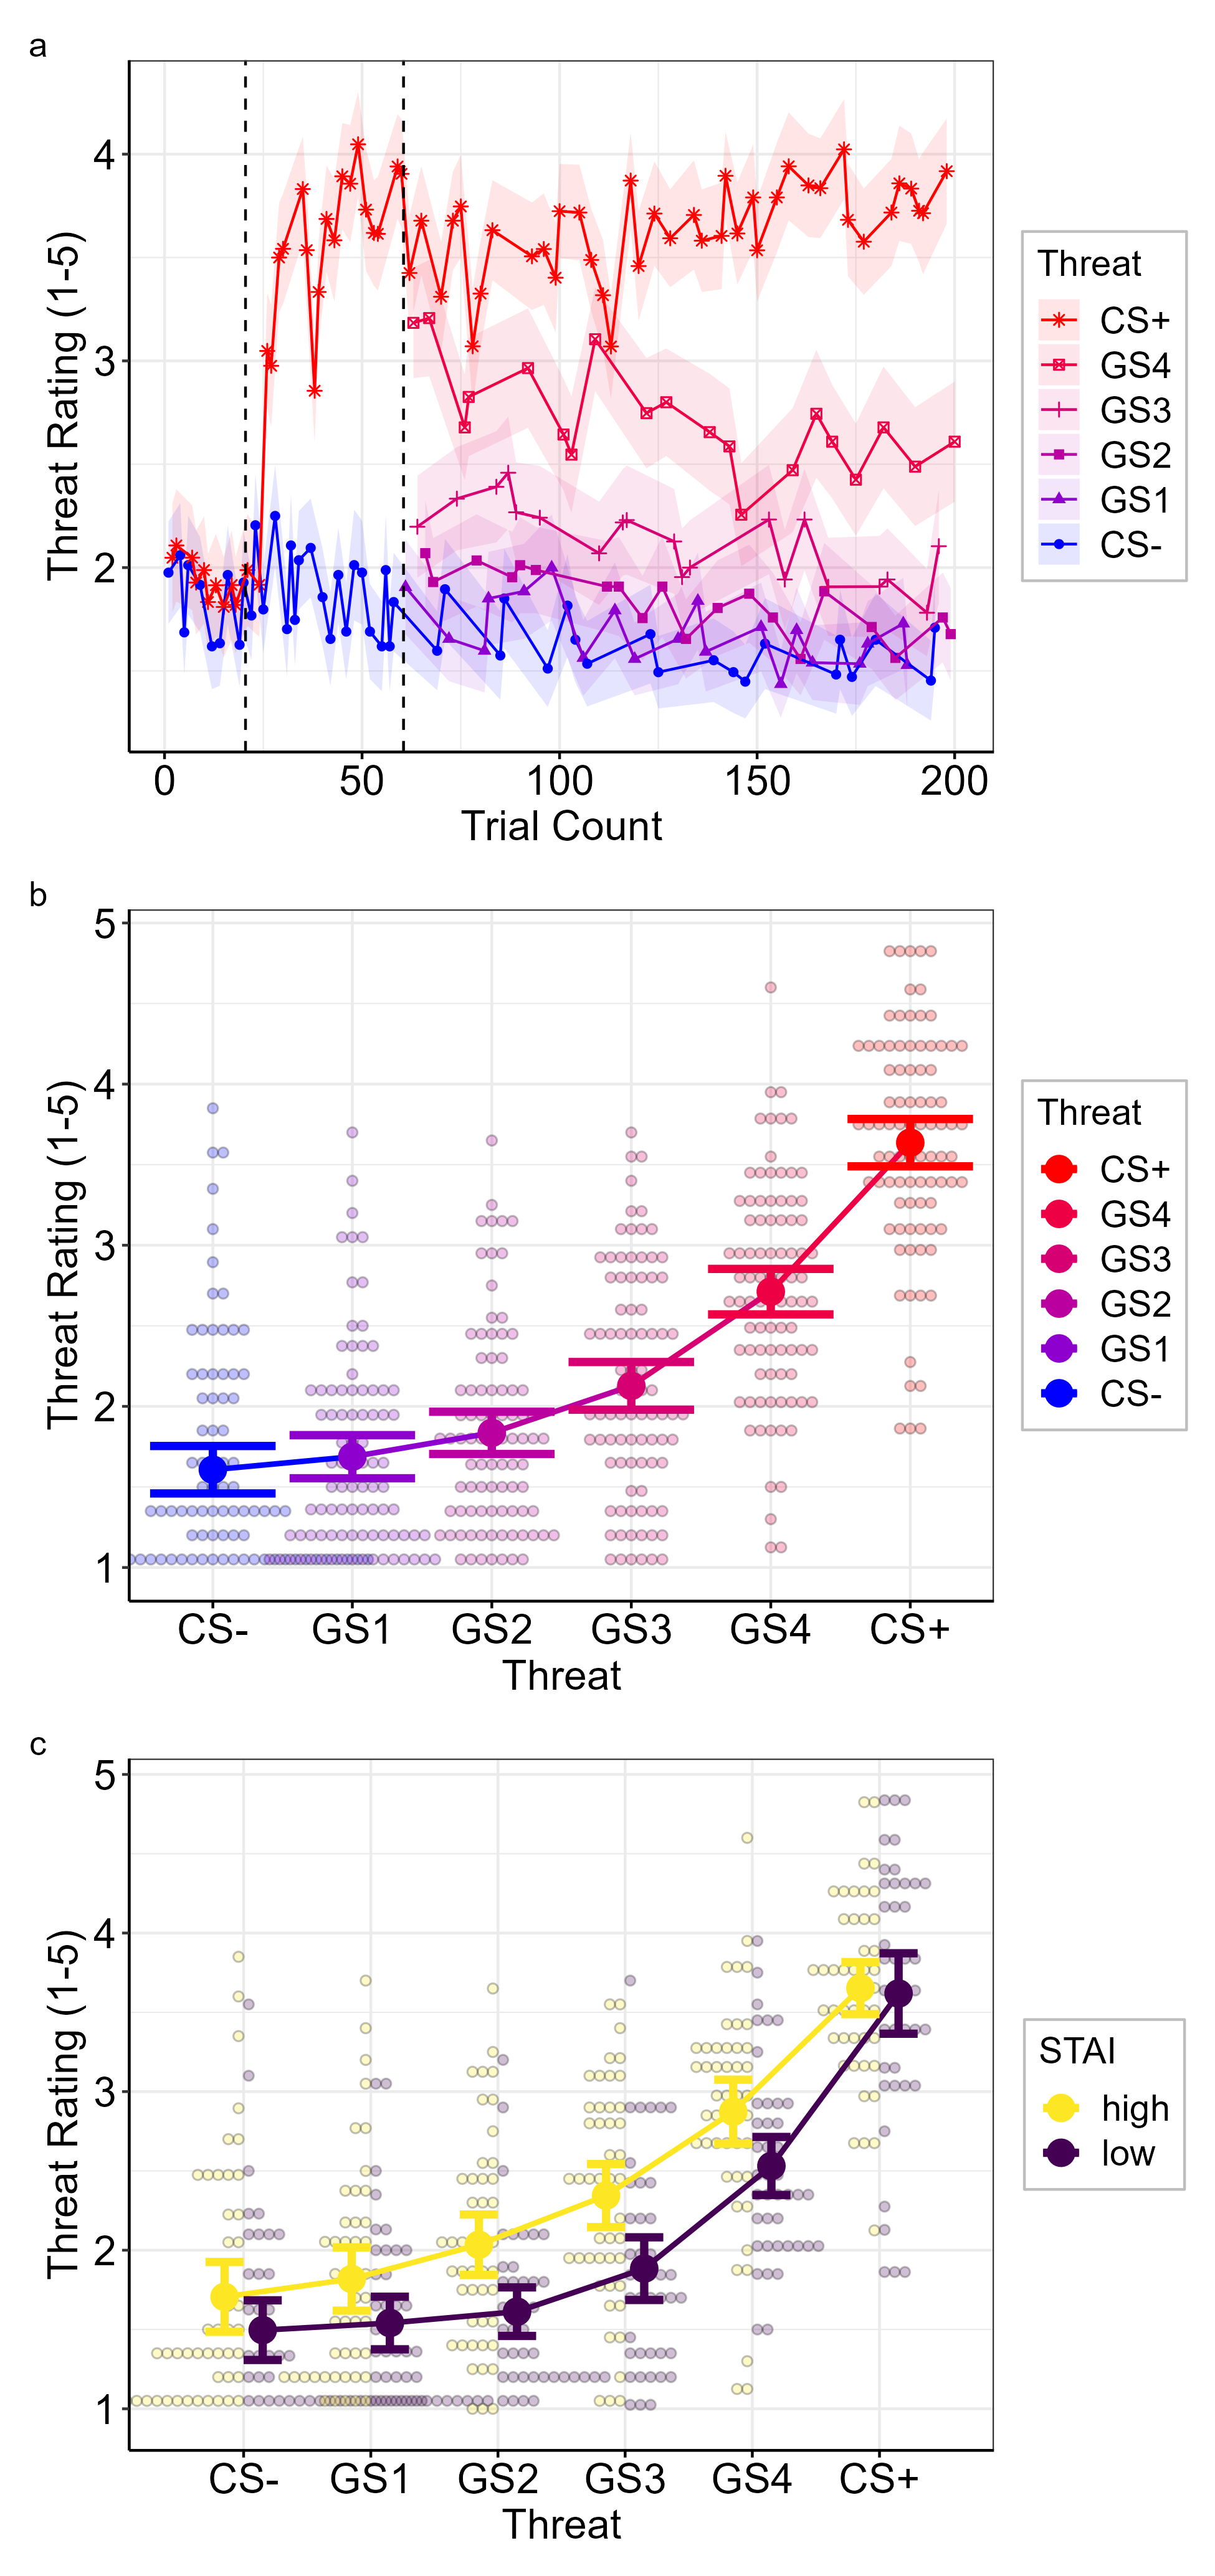 a
Threat Rating (1-5)
4
3
2
0 50 100 150 200
Trial Count
Threat
CS+
GS4
GS3
GS2
GS1
CS-
b
Threat Rating (1-5)
5
4
3
2
1
CS- GS1 GS2 GS3 GS4 CS+
Threat
Threat
CS+
GS4
GS3
GS2
GS1
CS-
c
Threat Rating (1-5)
5
4
3
2
1
CS- GS1 GS2 GS3 GS4 CS+
Threat
STAI
high
low